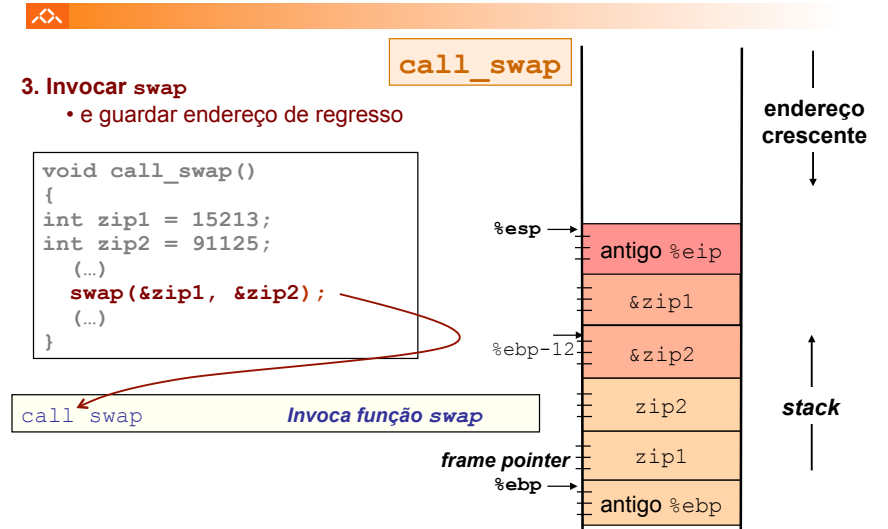 call_swap
3. Invocar swap
• e guardar endereço de regresso
void call_swap()
{
int zip1 = 15213;
int zip2 = 91125;
(…)
swap(&zip1, &zip2);
(…)
}
call swap Invoca função swap
endereço
crescente
%esp
antigo %eip
&zip1
%ebp-12
&zip2
zip2
stack
frame pointer
zip1
%ebp
antigo %ebp